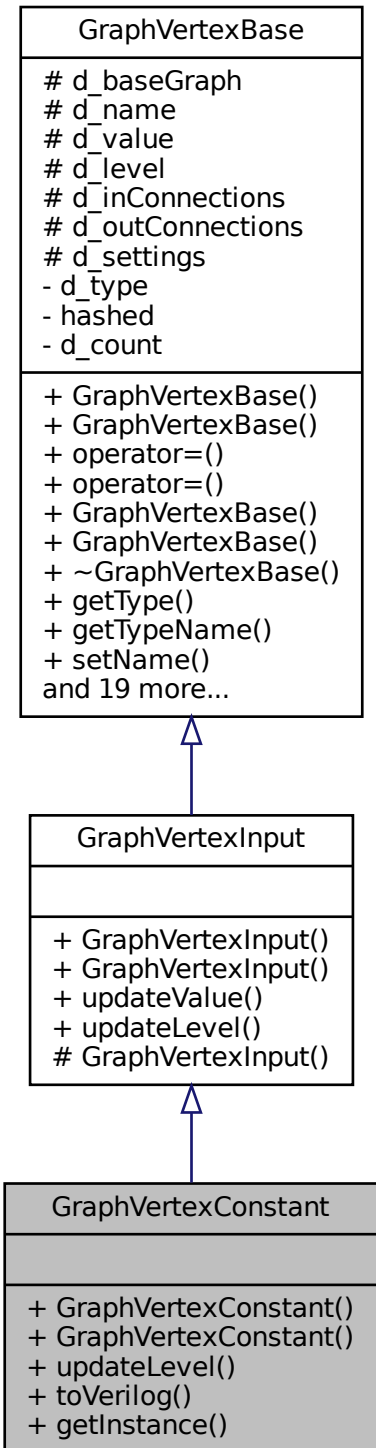 GraphVertexBase
# d_baseGraph
# d_name
# d_value
# d_level
# d_inConnections
# d_outConnections
# d_settings
- d_type
- hashed
- d_count
+ GraphVertexBase()
+ GraphVertexBase()
+ operator=()
+ operator=()
+ GraphVertexBase()
+ GraphVertexBase()
+ ~GraphVertexBase()
+ getType()
+ getTypeName()
+ setName()
and 19 more...
GraphVertexInput
+ GraphVertexInput()
+ GraphVertexInput()
+ updateValue()
+ updateLevel()
# GraphVertexInput()
GraphVertexConstant
+ GraphVertexConstant()
+ GraphVertexConstant()
+ updateLevel()
+ toVerilog()
+ getInstance()